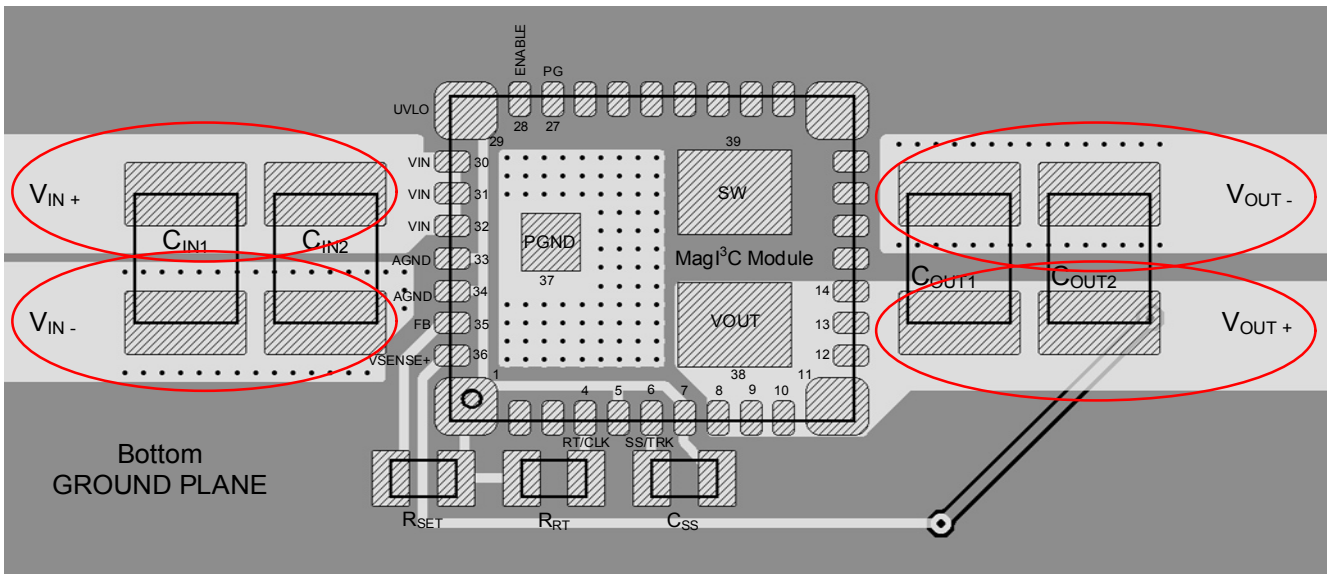 ENABLE
PG
UVLO
28
27
29
39
VIN
30
VIN
31
VIN
32
AGND
33
AGND
34
FB
35
VSENSE+
36
V_IN +
C_IN1
C_IN2
V_IN -
PGND
37
SW
MagI³C Module
VOUT
38
14
13
12
11
1
4
5
6
7
8
9
10
RT/CLK
SS/TRK
V_OUT -
C_OUT1
C_OUT2
V_OUT +
Bottom
GROUND PLANE
R_SET
R_RT
C_SS